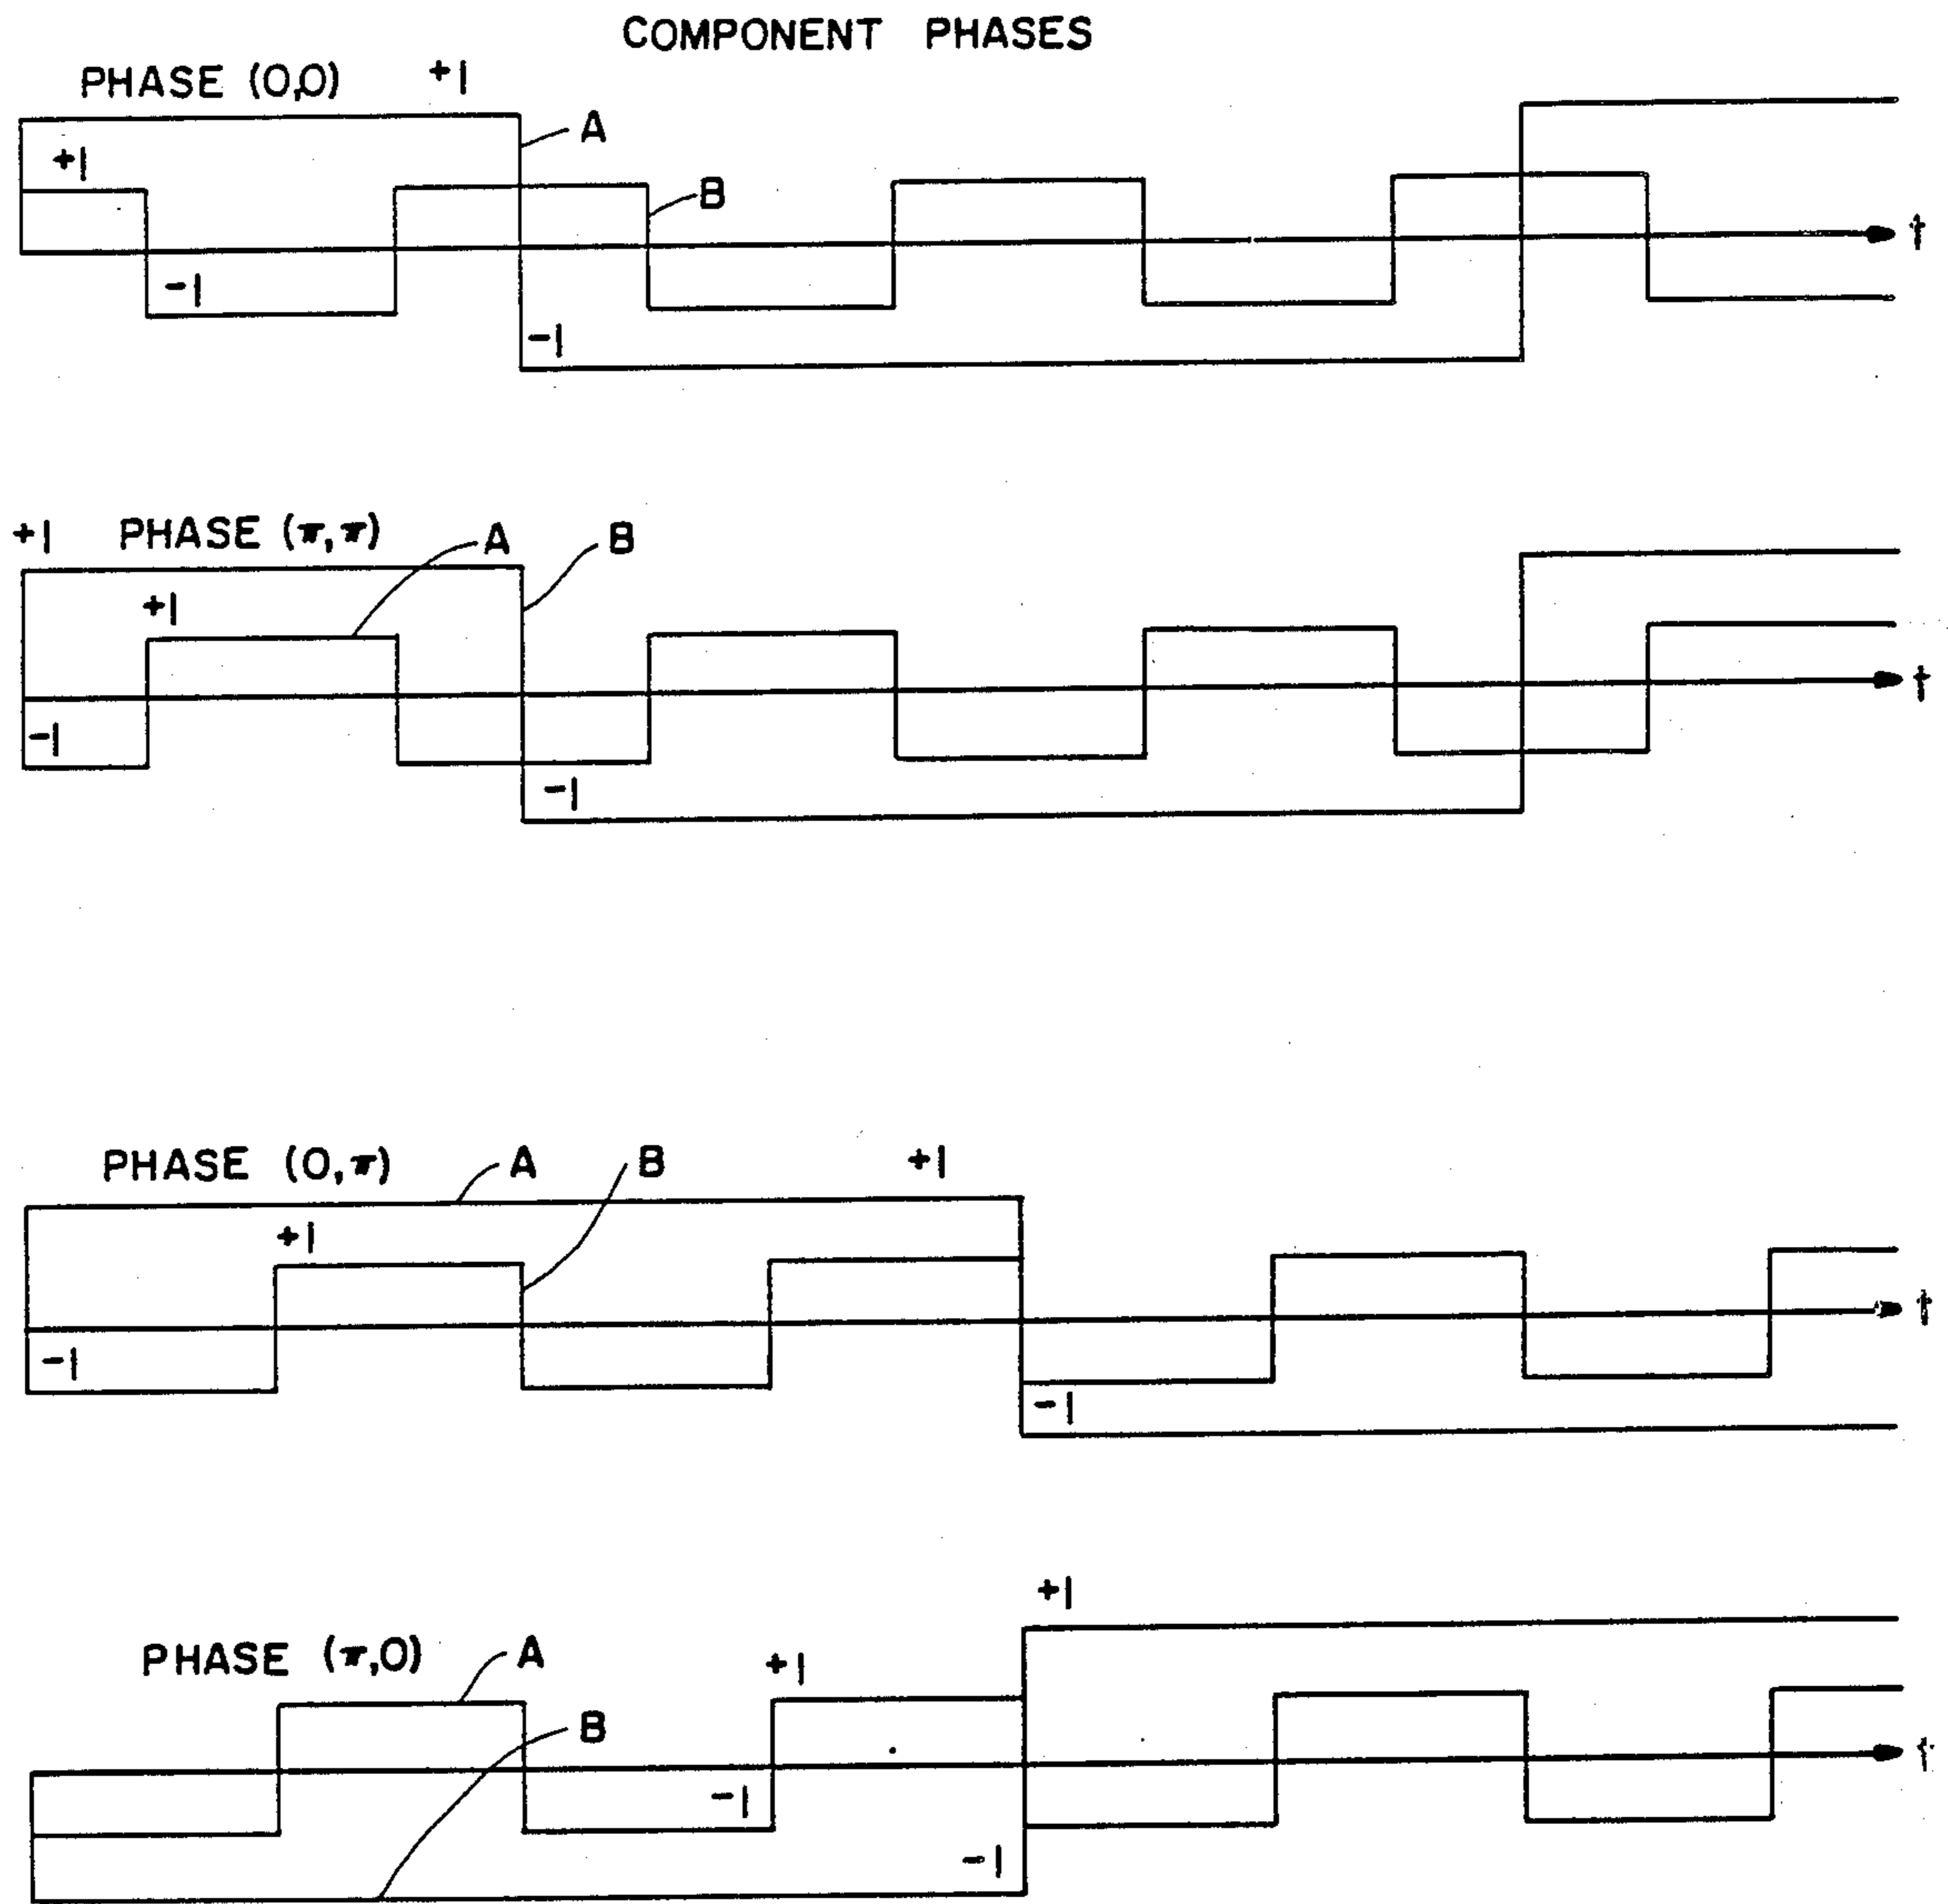 COMPONENT PHASES
PHASE (0,0) +1
A
+1
B
t
-1
-1
+1 PHASE (π,π) A B
+1
t
-1
-1
PHASE (0,π) A B +1
+1
t
-1
-1
+1
PHASE (π,0) A +1
B
t
-1
-1